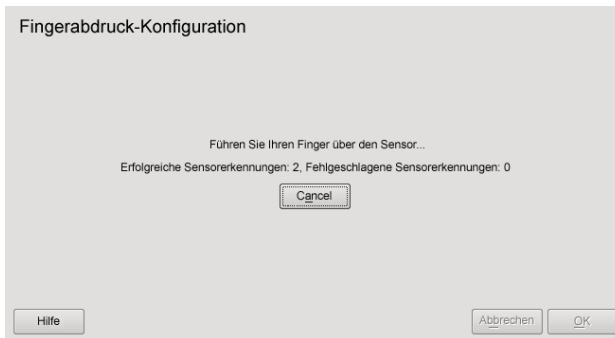 Fingerabdruck-Konfiguration
Führen Sie Ihren Finger über den Sensor...
Erfolgreiche Sensorerkennungen: 2, Fehlgeschlagene Sensorerkennungen: 0
Cancel
Hilfe
Abbrechen
OK